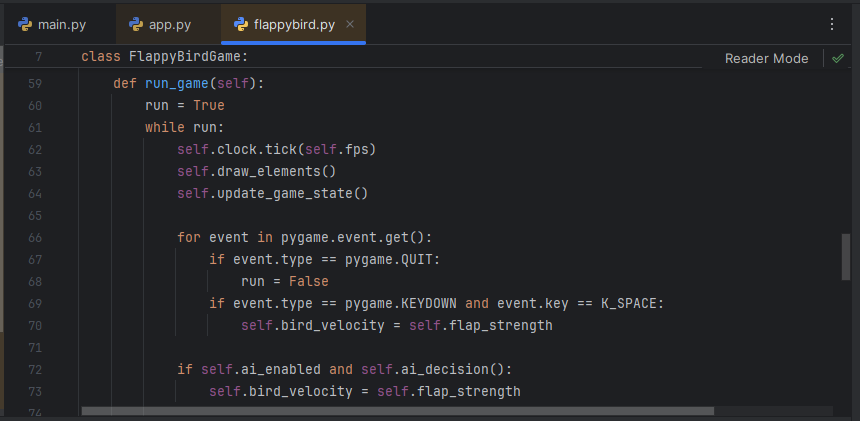 main.py app.py flappybird.py
7 class FlappyBirdGame:
Reader Mode
59 def run_game(self):
60 run = True
61 while run:
62 self.clock.tick(self.fps)
63 self.draw_elements()
64 self.update_game_state()
65
66 for event in pygame.event.get():
67 if event.type == pygame.QUIT:
68 run = False
69 if event.type == pygame.KEYDOWN and event.key == K_SPACE:
70 self.bird_velocity = self.flap_strength
71
72 if self.ai_enabled and self.ai_decision():
73 self.bird_velocity = self.flap_strength
74